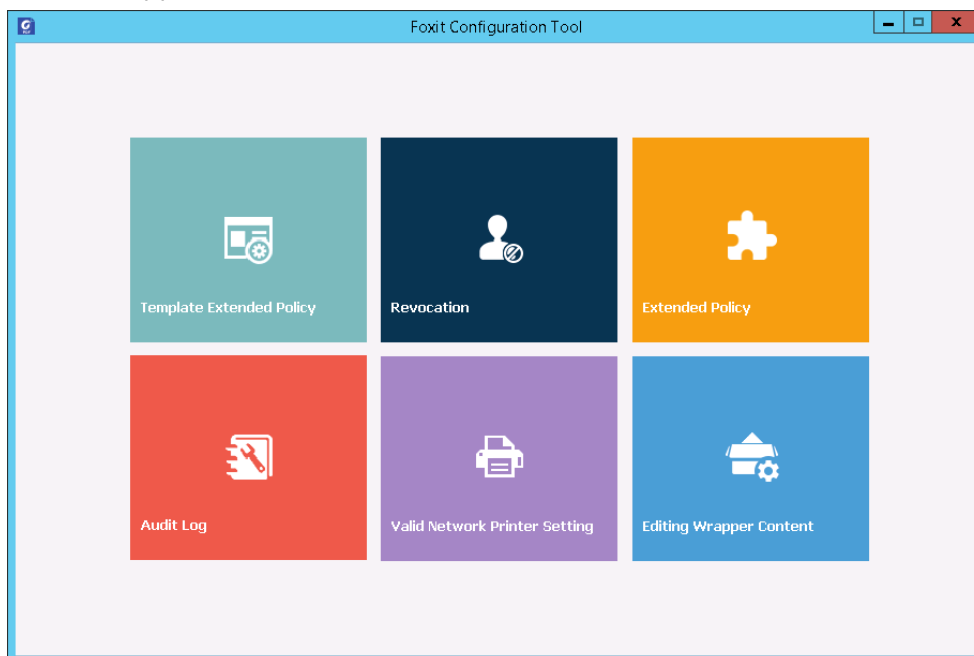 Foxit Configuration Tool
Template Extended Policy
Revocation
Extended Policy
Audit Log
Valid Network Printer Setting
Editing Wrapper Content